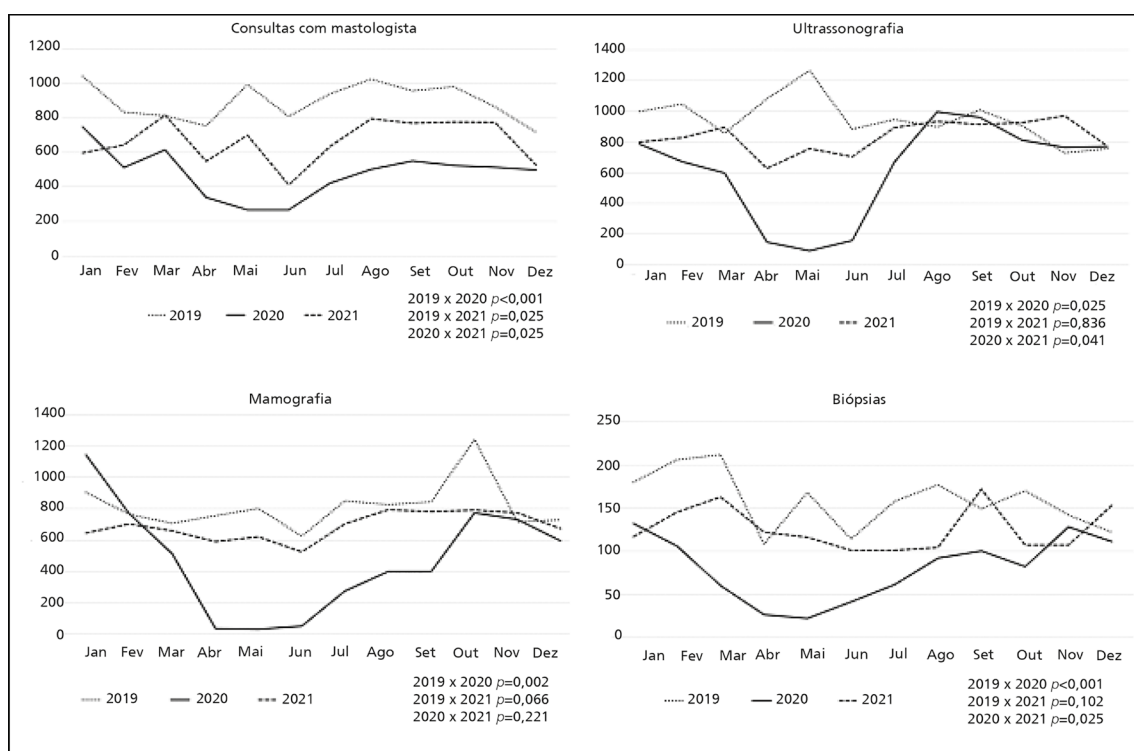 Consultas com mastologista
1200
1000
800
600
400
200
0
Jan Fev Mar Abr Mai Jun Jul Ago Set Out Nov Dez
2019 2020 2021
2019 x 2020 p<0,001
2019 x 2021 p=0,025
2020 x 2021 p=0,025
Ultrassonografia
1400
1200
1000
800
600
400
200
0
Jan Fev Mar Abr Mai Jun Jul Ago Set Out Nov Dez
2019 2020 2021
2019 x 2020 p=0,025
2019 x 2021 p=0,836
2020 x 2021 p=0,041
Mamografia
1400
1200
1000
800
600
400
200
0
Jan Fev Mar Abr Mai Jun Jul Ago Set Out Nov Dez
2019 2020 2021
2019 x 2020 p=0,002
2019 x 2021 p=0,066
2020 x 2021 p=0,221
Biópsias
250
200
150
100
50
0
Jan Fev Mar Abr Mai Jun Jul Ago Set Out Nov Dez
2019 2020 2021
2019 x 2020 p<0,001
2019 x 2021 p=0,102
2020 x 2021 p=0,025